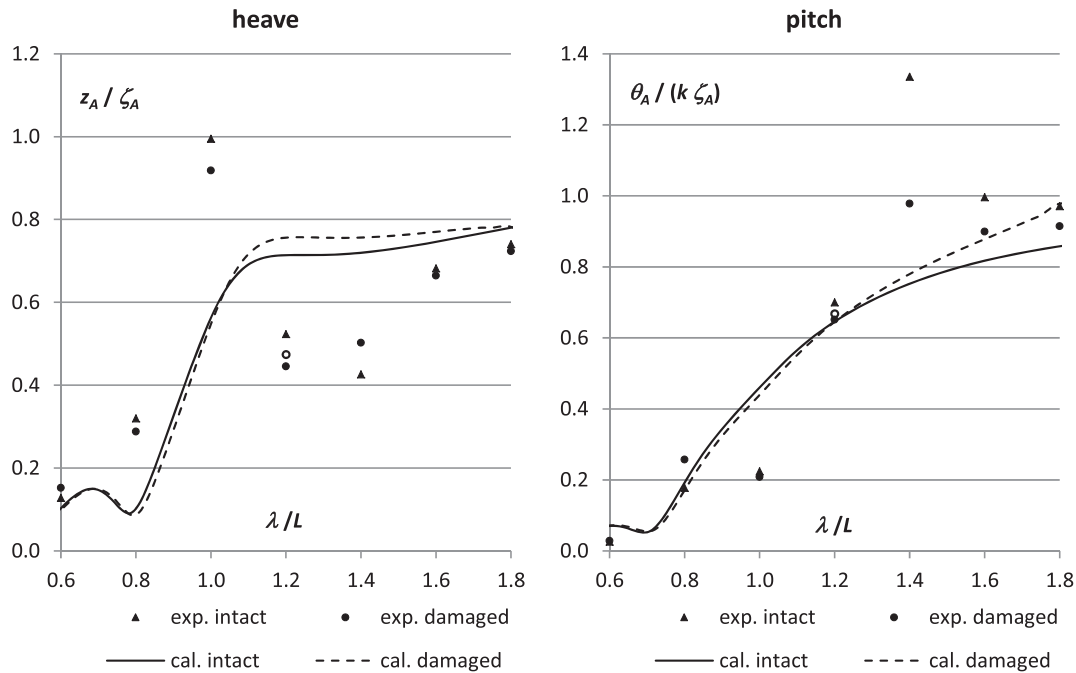 heave
1.2
z_A / ζ_A
1.0
0.8
0.6
0.4
0.2
λ /L
0.0
0.6 0.8 1.0 1.2 1.4 1.6 1.8
▲ exp. intact ● exp. damaged
cal. intact cal. damaged
pitch
1.4
θ_A / (k ζ_A)
1.2
1.0
0.8
0.6
0.4
0.2
λ /L
0.0
0.6 0.8 1.0 1.2 1.4 1.6 1.8
▲ exp. intact ● exp. damaged
cal. intact cal. damaged